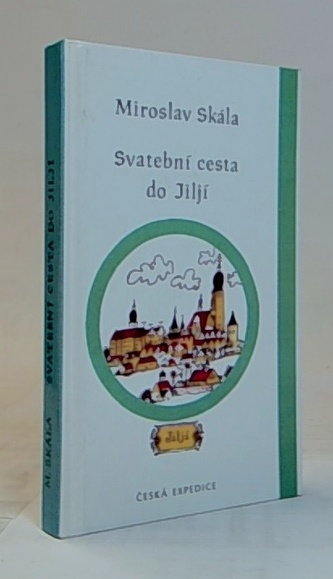 Miroslav Skála
Svatební cesta
do Jiljí
Jiljí
ČESKÁ EXPEDICE
M. SKÁLA SVATEBNÍ CESTA DO JILJÍ